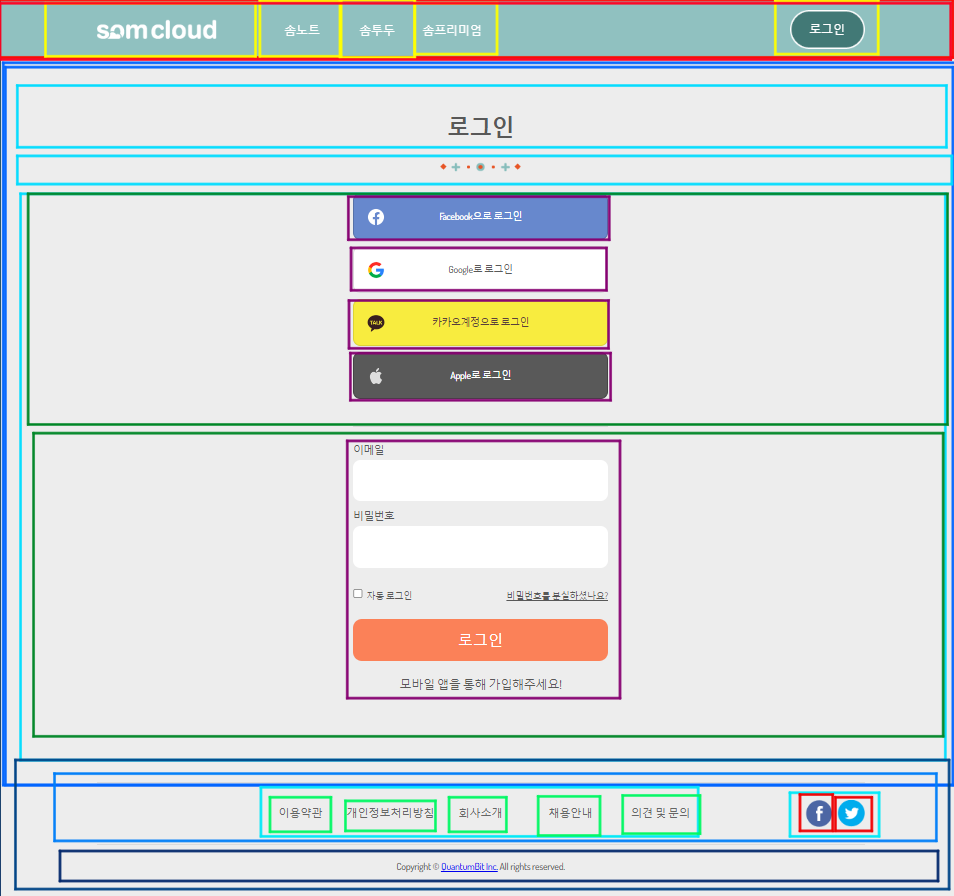 somcloud 솜노트 솜투두 솜프리미엄 로그인
로그인
Facebook으로 로그인
Google로 로그인
TALK 카카오계정으로 로그인
Apple로 로그인
이메일
비밀번호
자동 로그인 비밀번호를 분실하셨나요?
로그인
모바일 앱을 통해 가입해주세요!
이용약관 개인정보처리방침 회사소개 채용안내 의견 및 문의
Copyright © QuantumBit Inc. All rights reserved.